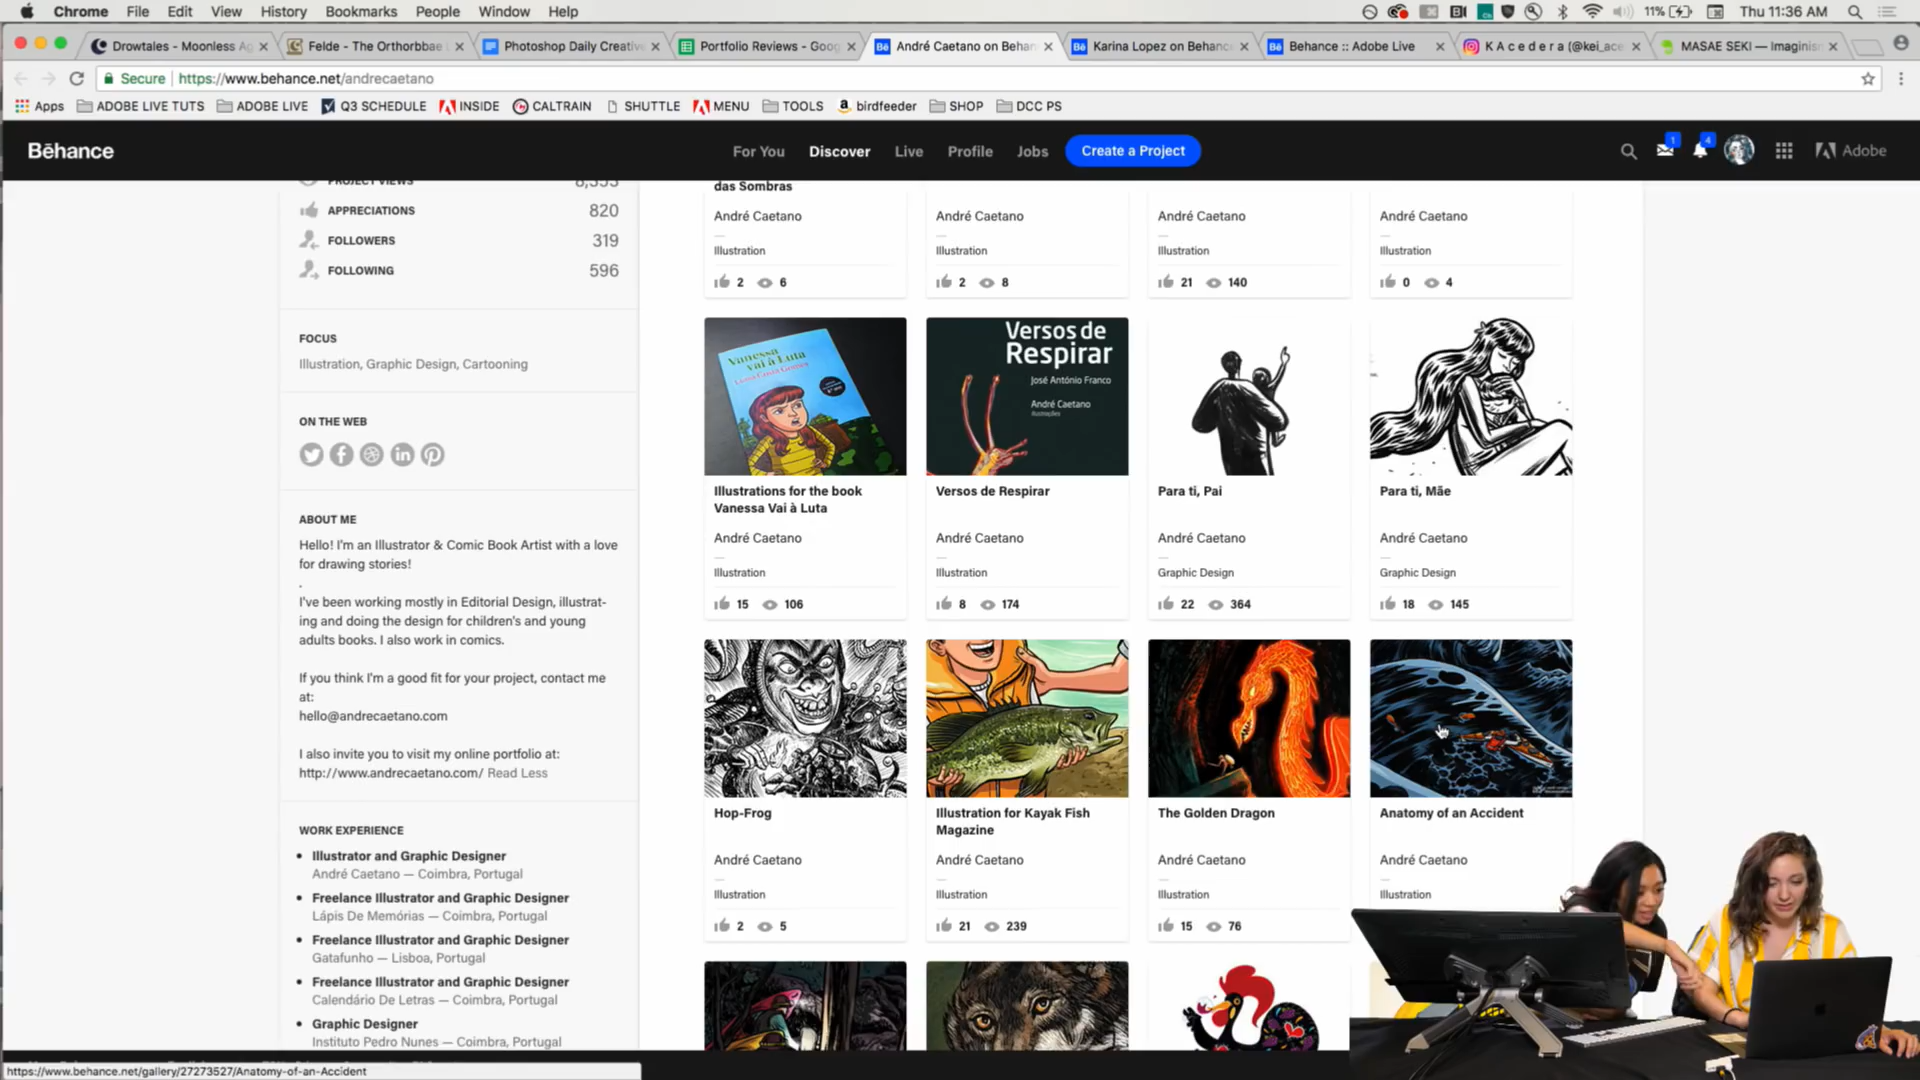 Chrome File Edit View History Bookmarks People Window Help 11% Thu 11:36 AM
Drowtales - Moonless Ag Felde - The Orthorbbae Photoshop Daily Creative Portfolio Reviews - Goog André Caetano on Behan Karina Lopez on Behanc Behance :: Adobe Live K A c e d e r a (@kei_ace MASAE SEKI — Imaginis
Secure https://www.behance.net/andrecaetano
Apps ADOBE LIVE TUTS ADOBE LIVE Q3 SCHEDULE INSIDE CALTRAIN SHUTTLE MENU TOOLS birdfeeder SHOP DCC PS
Bēhance For You Discover Live Profile Jobs Create a Project 1 4 Adobe
PROJECT VIEWS 8,353
APPRECIATIONS 820
FOLLOWERS 319
FOLLOWING 596
FOCUS
Illustration, Graphic Design, Cartooning
ON THE WEB
ABOUT ME
Hello! I'm an Illustrator & Comic Book Artist with a love
for drawing stories!
.
I've been working mostly in Editorial Design, illustrat-
ing and doing the design for children's and young
adults books. I also work in comics.
If you think I'm a good fit for your project, contact me
at:
hello@andrecaetano.com
I also invite you to visit my online portfolio at:
http://www.andrecaetano.com/ Read Less
WORK EXPERIENCE
Illustrator and Graphic Designer
André Caetano — Coimbra, Portugal
Freelance Illustrator and Graphic Designer
Lápis De Memórias — Coimbra, Portugal
Freelance Illustrator and Graphic Designer
Gatafunho — Lisboa, Portugal
Freelance Illustrator and Graphic Designer
Calendário De Letras — Coimbra, Portugal
Graphic Designer
Instituto Pedro Nunes — Coimbra, Portugal
das Sombras
André Caetano André Caetano André Caetano André Caetano
Illustration Illustration Illustration Illustration
2 6 2 8 21 140 0 4
Vanessa
vai à Luta
Versos de
Respirar
José António Franco
André Caetano
ilustrações
Illustrations for the book
Vanessa Vai à Luta
Versos de Respirar
Para ti, Pai
Para ti, Mãe
André Caetano André Caetano André Caetano André Caetano
Illustration Illustration Graphic Design Graphic Design
15 106 8 174 22 364 18 145
Hop-Frog
Illustration for Kayak Fish
Magazine
The Golden Dragon
Anatomy of an Accident
André Caetano André Caetano André Caetano André Caetano
Illustration Illustration Illustration Illustration
2 5 21 239 15 76
https://www.behance.net/gallery/27273527/Anatomy-of-an-Accident